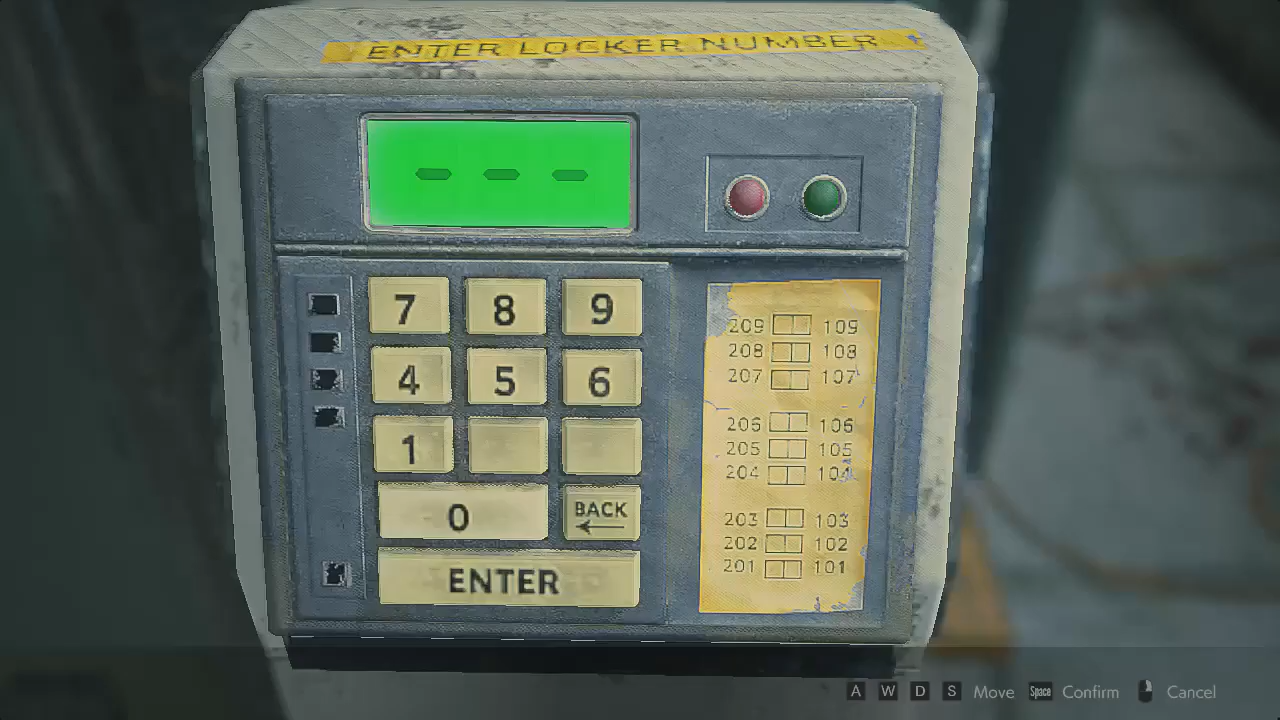 ENTER LOCKER NUMBER
7 8 9
4 5 6
1
0 BACK
ENTER
209 109
208 108
207 107
206 106
205 105
204 104
203 103
202 102
201 101
A W D S Move Space Confirm Cancel